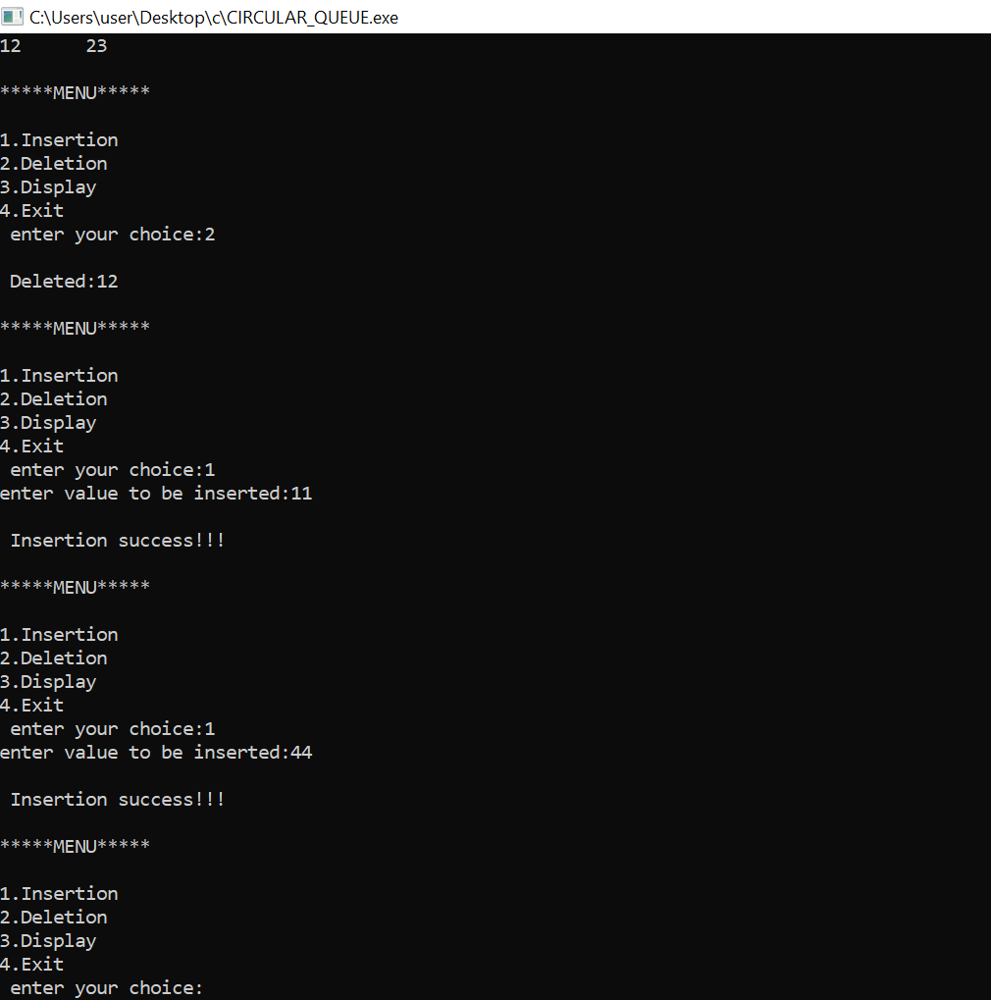 C:\Users\user\Desktop\c\CIRCULAR_QUEUE.exe
12      23
*****MENU*****
1.Insertion
2.Deletion
3.Display
4.Exit
 enter your choice:2
 Deleted:12
*****MENU*****
1.Insertion
2.Deletion
3.Display
4.Exit
 enter your choice:1
enter value to be inserted:11
 Insertion success!!!
*****MENU*****
1.Insertion
2.Deletion
3.Display
4.Exit
 enter your choice:1
enter value to be inserted:44
 Insertion success!!!
*****MENU*****
1.Insertion
2.Deletion
3.Display
4.Exit
 enter your choice: